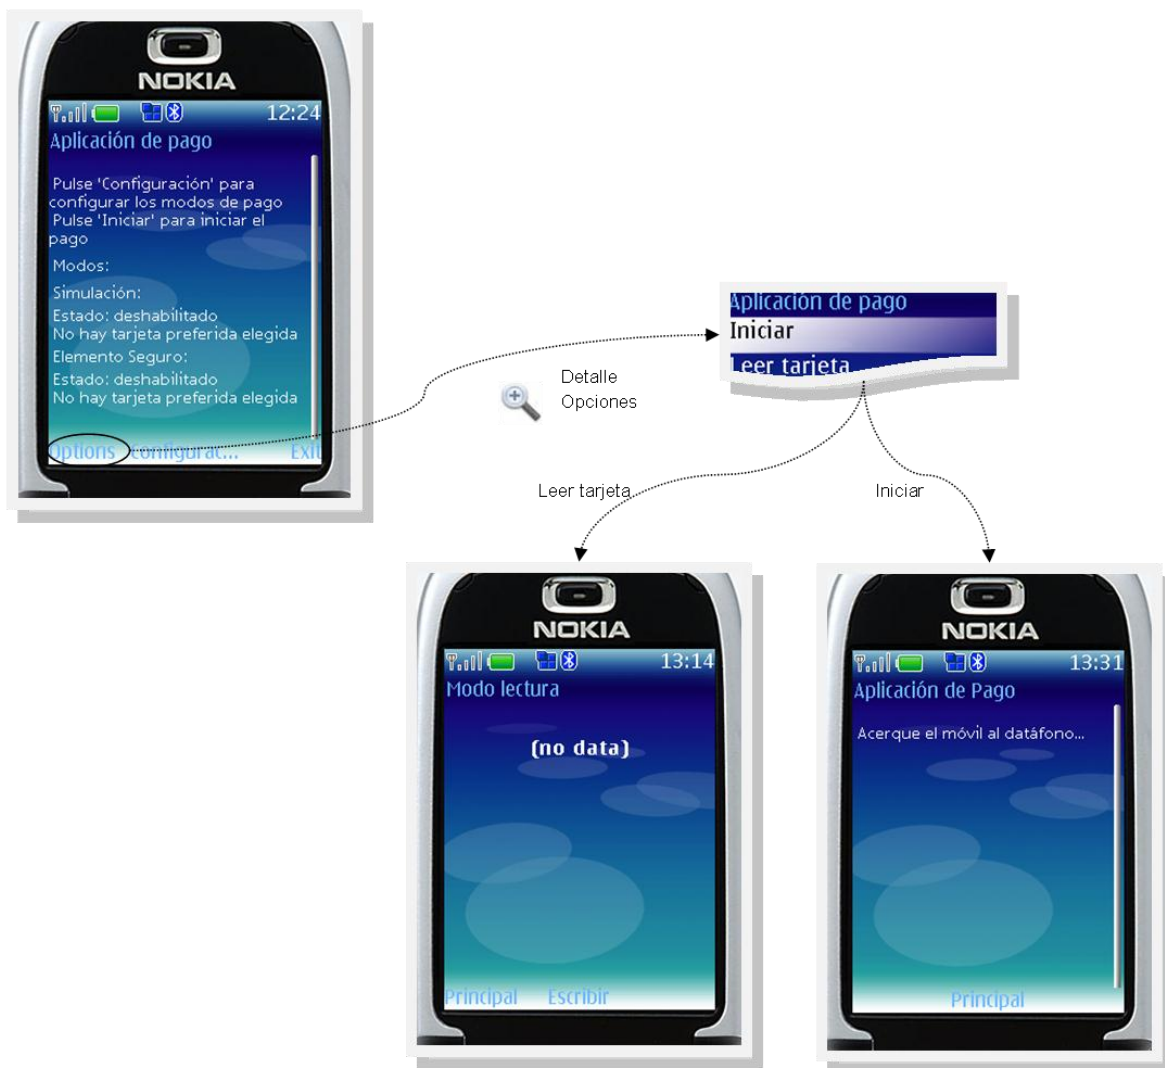 NOKIA
12:24
Aplicación de pago
Pulse 'Configuración' para
configurar los modos de pago
Pulse 'Iniciar' para iniciar el
pago
Modos:
Simulación:
Estado: deshabilitado
No hay tarjeta preferida elegida
Elemento Seguro:
Estado: deshabilitado
No hay tarjeta preferida elegida
Options Configurac... Exit
Detalle
Opciones
Aplicación de pago
Iniciar
Leer tarjeta
Leer tarjeta
Iniciar
NOKIA
13:14
Modo lectura
(no data)
Principal Escribir
NOKIA
13:31
Aplicación de Pago
Acerque el móvil al datáfono...
Principal